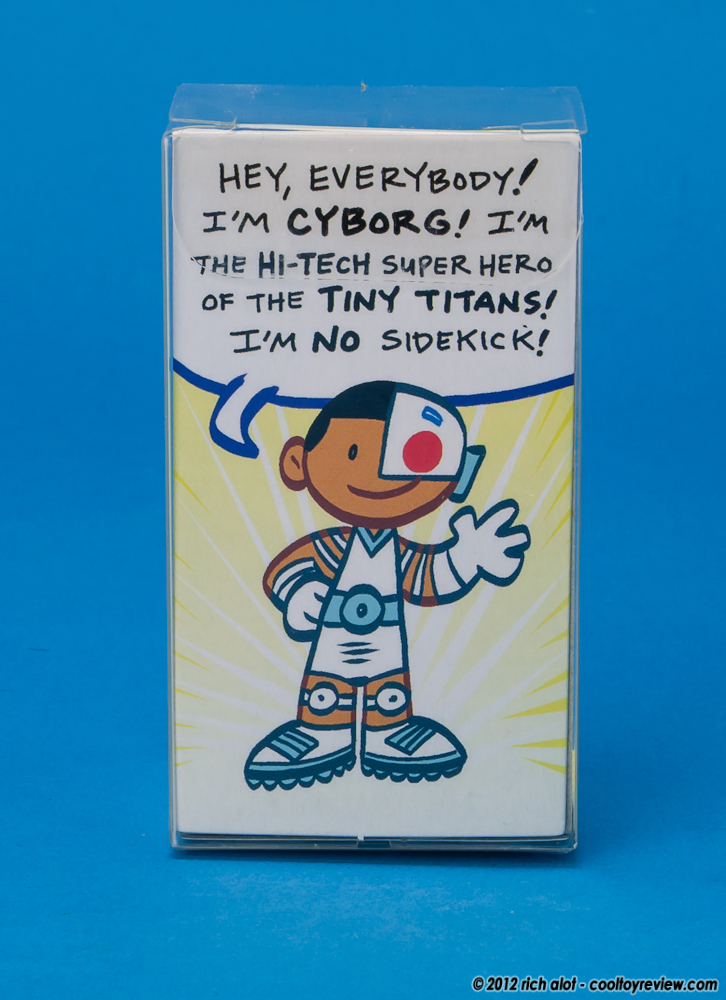 HEY, EVERYBODY!
I'M CYBORG! I'M
THE HI-TECH SUPER HERO
OF THE TINY TITANS!
I'M NO SIDEKICK!
© 2012 rich alot - cooltoyreview.com